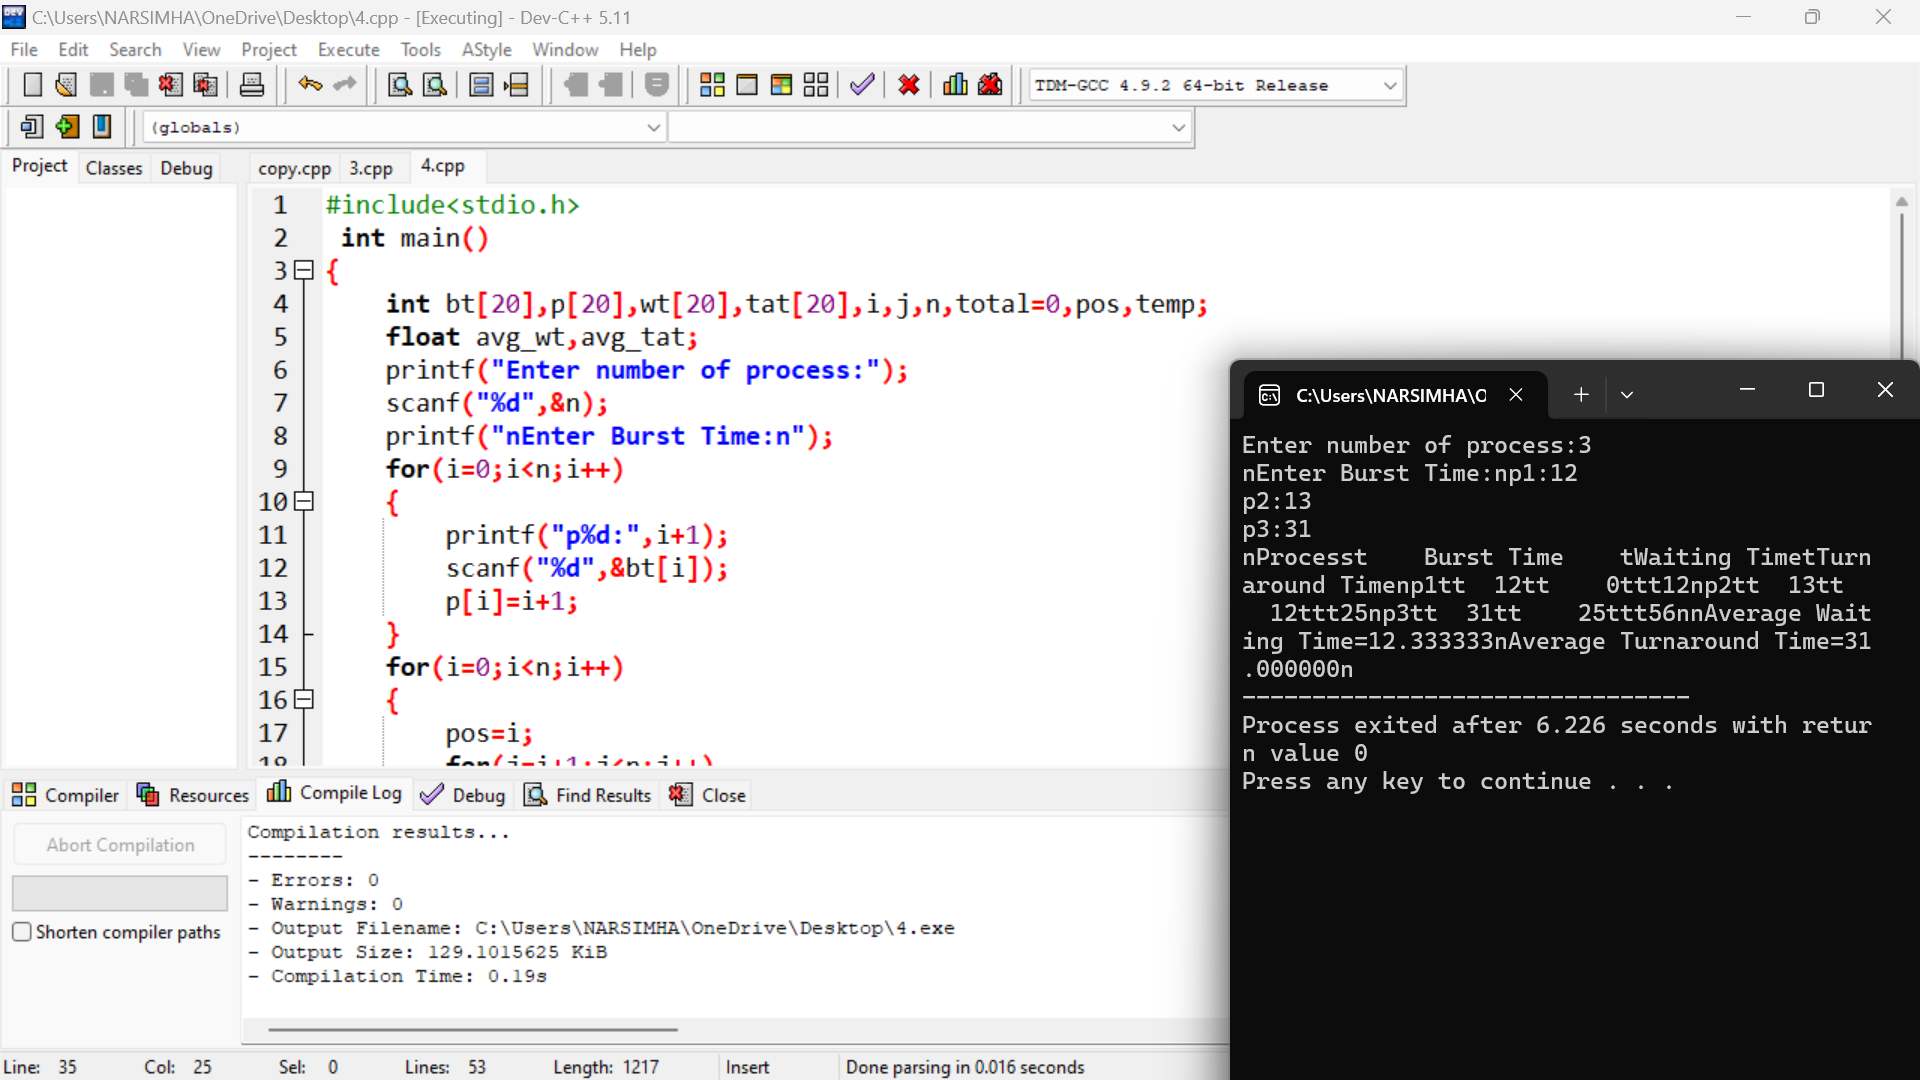 C:\Users\NARSIMHA\OneDrive\Desktop\4.cpp - [Executing] - Dev-C++ 5.11
File Edit Search View Project Execute Tools AStyle Window Help
TDM-GCC 4.9.2 64-bit Release
(globals)
Project Classes Debug
copy.cpp 3.cpp 4.cpp
1 #include<stdio.h>
2 int main()
3 {
4 int bt[20],p[20],wt[20],tat[20],i,j,n,total=0,pos,temp;
5 float avg_wt,avg_tat;
6 printf("Enter number of process:");
7 scanf("%d",&n);
8 printf("nEnter Burst Time:n");
9 for(i=0;i<n;i++)
10 {
11 printf("p%d:",i+1);
12 scanf("%d",&bt[i]);
13 p[i]=i+1;
14 }
15 for(i=0;i<n;i++)
16 {
17 pos=i;
18 for(j=i+1;j<n;j++)
C:\Users\NARSIMHA\O
Enter number of process:3
nEnter Burst Time:np1:12
p2:13
p3:31
nProcesst    Burst Time    tWaiting TimetTurn
around Timenp1tt  12tt    0ttt12np2tt  13tt
  12ttt25np3tt  31tt    25ttt56nnAverage Wait
ing Time=12.333333nAverage Turnaround Time=31
.000000n
--------------------------------
Process exited after 6.226 seconds with retur
n value 0
Press any key to continue . . .
Compiler Resources Compile Log Debug Find Results Close
Abort Compilation
Shorten compiler paths
Compilation results...
--------
- Errors: 0
- Warnings: 0
- Output Filename: C:\Users\NARSIMHA\OneDrive\Desktop\4.exe
- Output Size: 129.1015625 KiB
- Compilation Time: 0.19s
Line: 35 Col: 25 Sel: 0 Lines: 53 Length: 1217 Insert Done parsing in 0.016 seconds